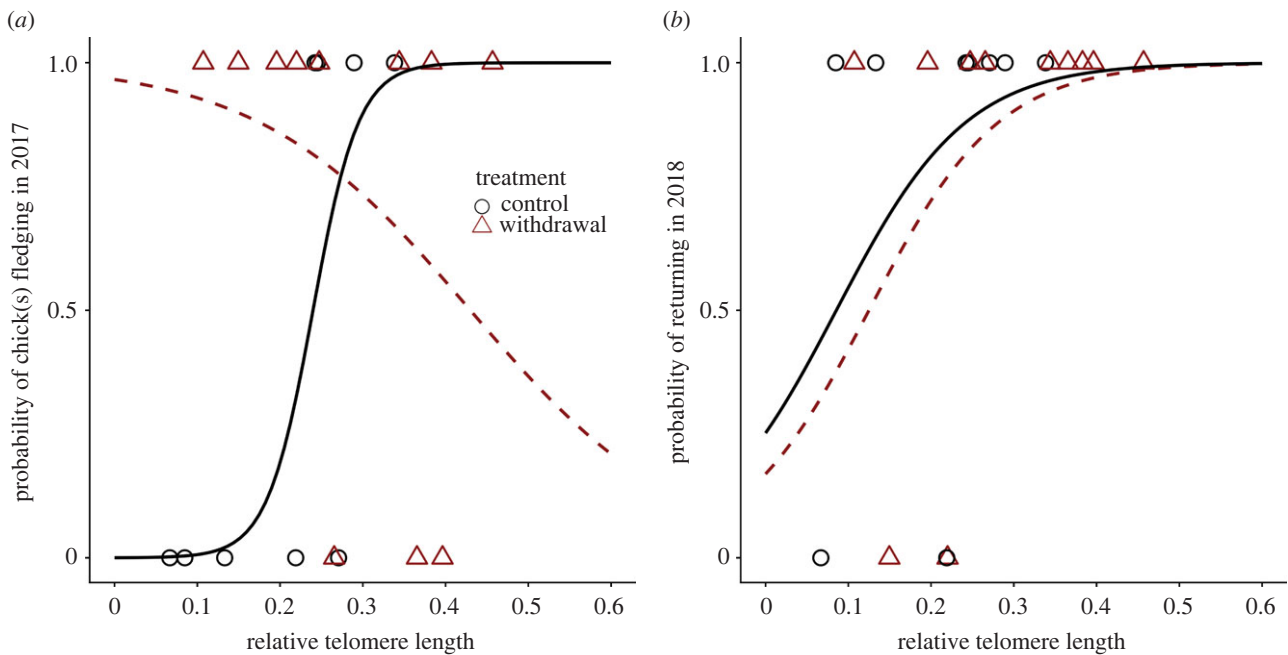 (a)
probability of chick(s) fledging in 2017
1.0
0.5
0
treatment
control
withdrawal
0 0.1 0.2 0.3 0.4 0.5 0.6
relative telomere length
(b)
probability of returning in 2018
1.0
0.5
0
0 0.1 0.2 0.3 0.4 0.5 0.6
relative telomere length